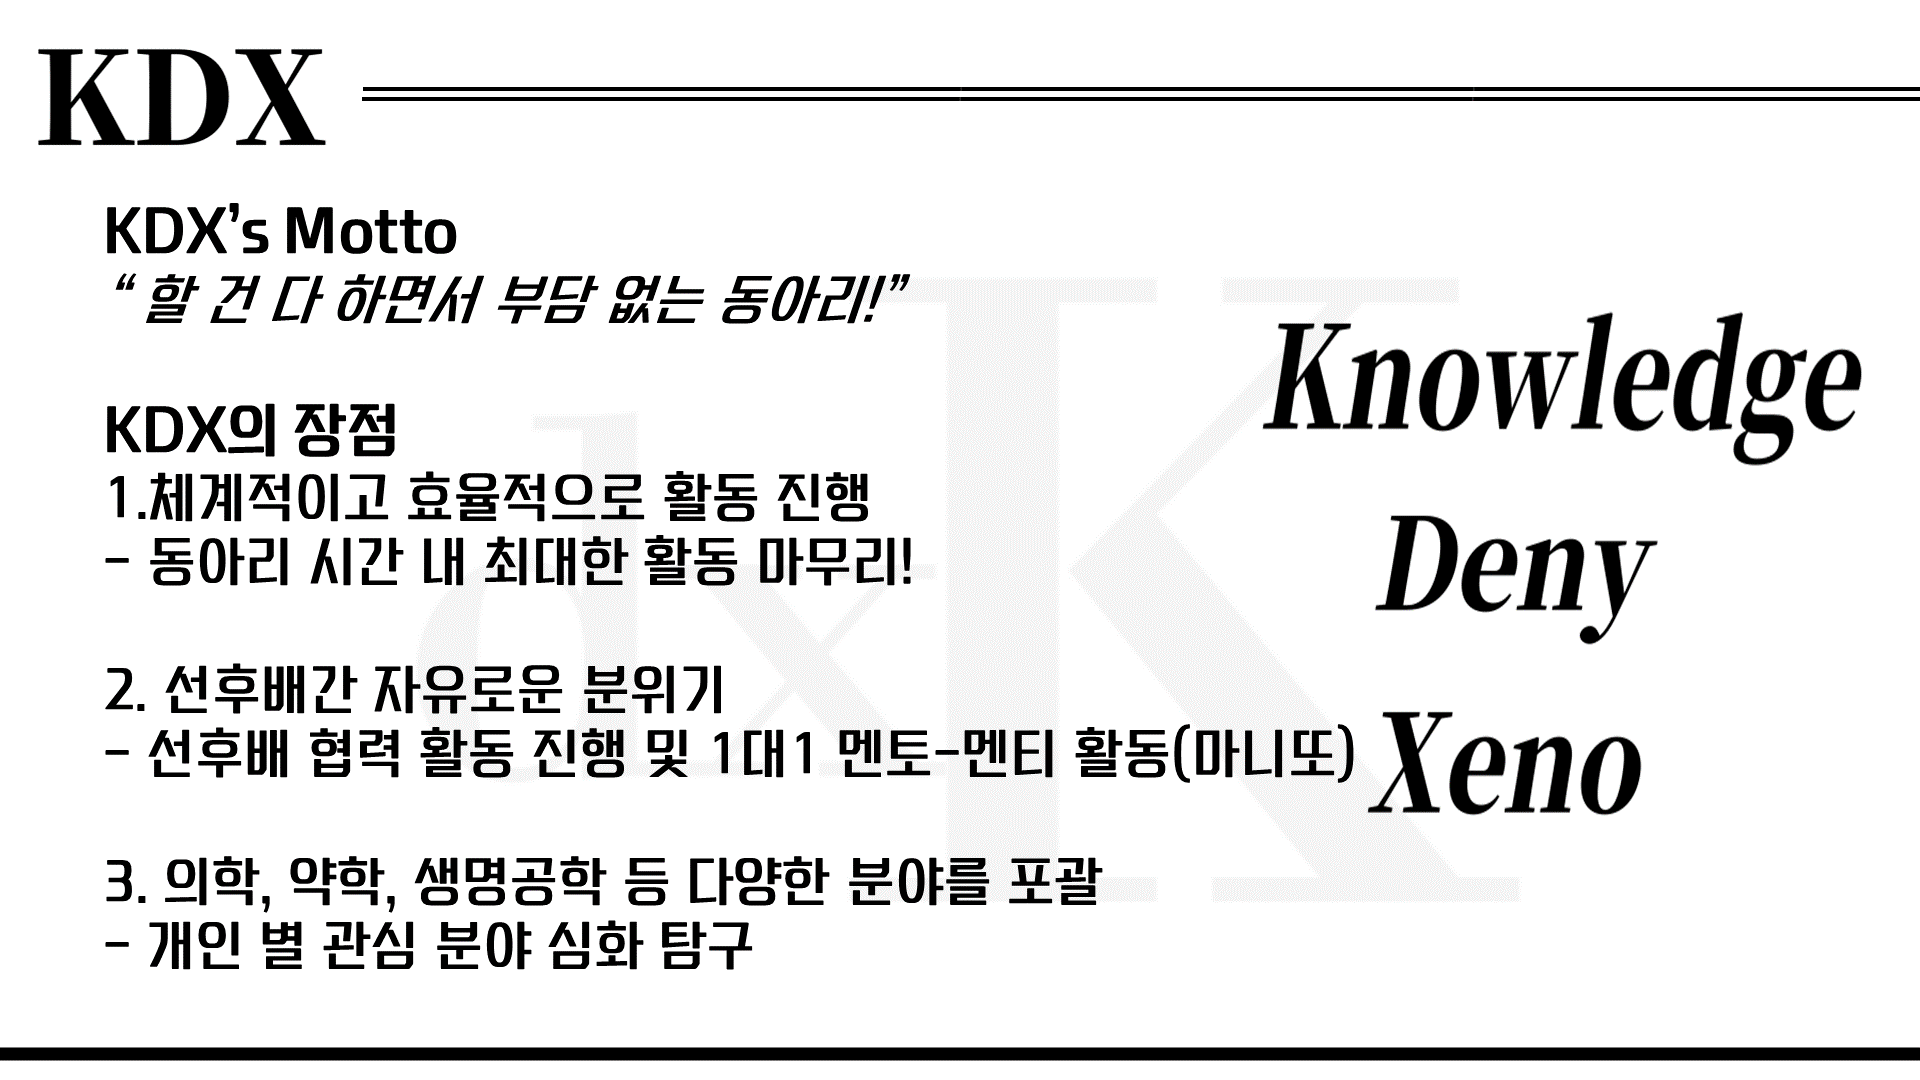 KDX
KDX’s Motto
“ 할 건 다 하면서 부담 없는 동아리!”
KDX의 장점
1.체계적이고 효율적으로 활동 진행
- 동아리 시간 내 최대한 활동 마무리!
2. 선후배간 자유로운 분위기
- 선후배 협력 활동 진행 및 1대1 멘토-멘티 활동(마니또)
3. 의학, 약학, 생명공학 등 다양한 분야를 포괄
- 개인 별 관심 분야 심화 탐구
Knowledge
Deny
Xeno
dxK